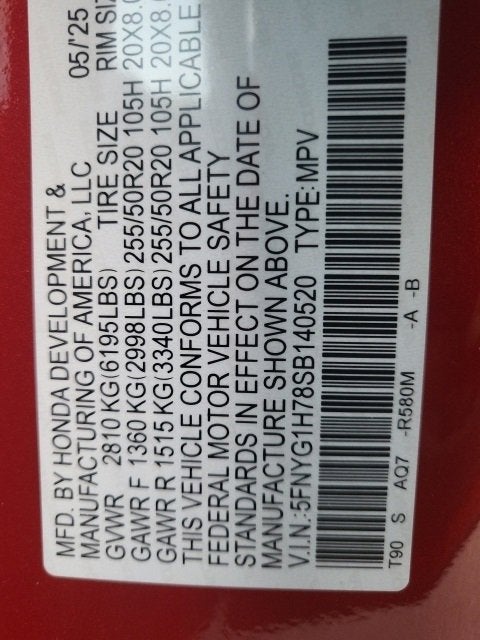 MFD. BY HONDA DEVELOPMENT &
MANUFACTURING OF AMERICA, LLC 05/'25
GVWR 2810 KG(6195LBS) TIRE SIZE RIM
GAWR F 1360 KG(2998LBS) 255/50R20 105H 20X8.
GAWR R 1515 KG(3340LBS) 255/50R20 105H 20X8.
THIS VEHICLE CONFORMS TO ALL APPLICABLE
FEDERAL MOTOR VEHICLE SAFETY
STANDARDS IN EFFECT ON THE DATE OF
MANUFACTURE SHOWN ABOVE.
V.I.N.:5FNYG1H78SB140520 TYPE:MPV
T90 S AQ7 -R580M -A -B